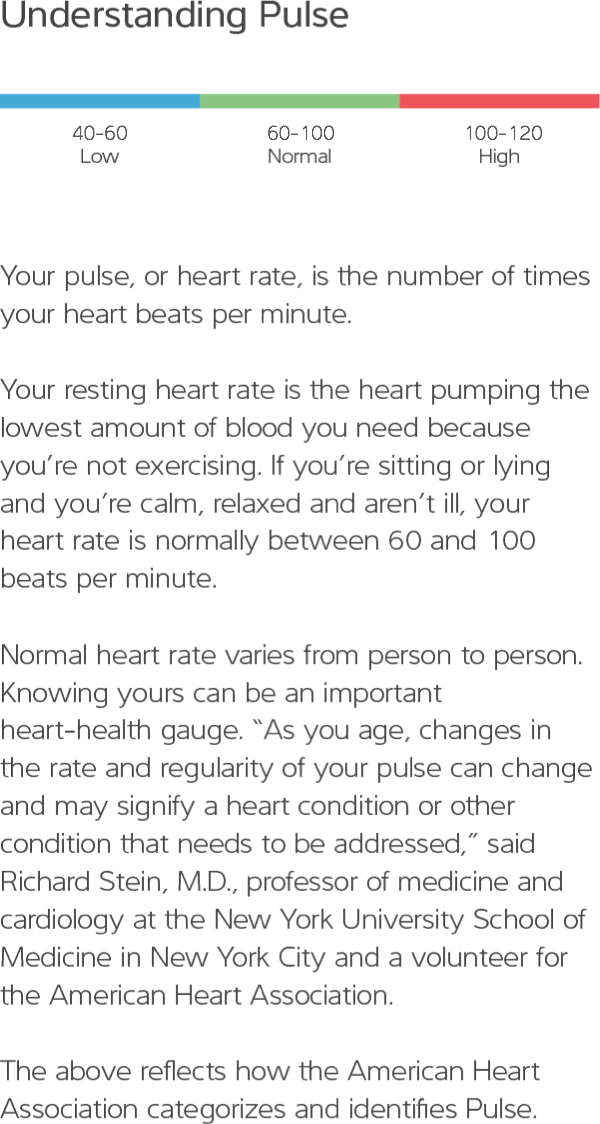 Understanding Pulse
40-60 60-100 100-120
Low Normal High
Your pulse, or heart rate, is the number of times
your heart beats per minute.
Your resting heart rate is the heart pumping the
lowest amount of blood you need because
you’re not exercising. If you’re sitting or lying
and you’re calm, relaxed and aren’t ill, your
heart rate is normally between 60 and 100
beats per minute.
Normal heart rate varies from person to person.
Knowing yours can be an important
heart-health gauge. “As you age, changes in
the rate and regularity of your pulse can change
and may signify a heart condition or other
condition that needs to be addressed,” said
Richard Stein, M.D., professor of medicine and
cardiology at the New York University School of
Medicine in New York City and a volunteer for
the American Heart Association.
The above reflects how the American Heart
Association categorizes and identifies Pulse.